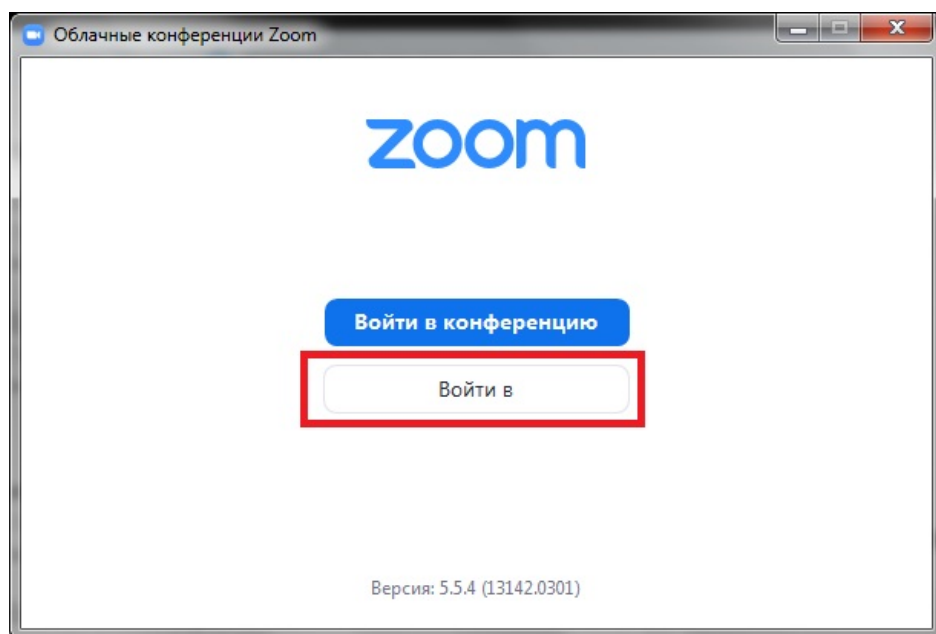 Облачные конференции Zoom
zoom
Войти в конференцию
Войти в
Версия: 5.5.4 (13142.0301)